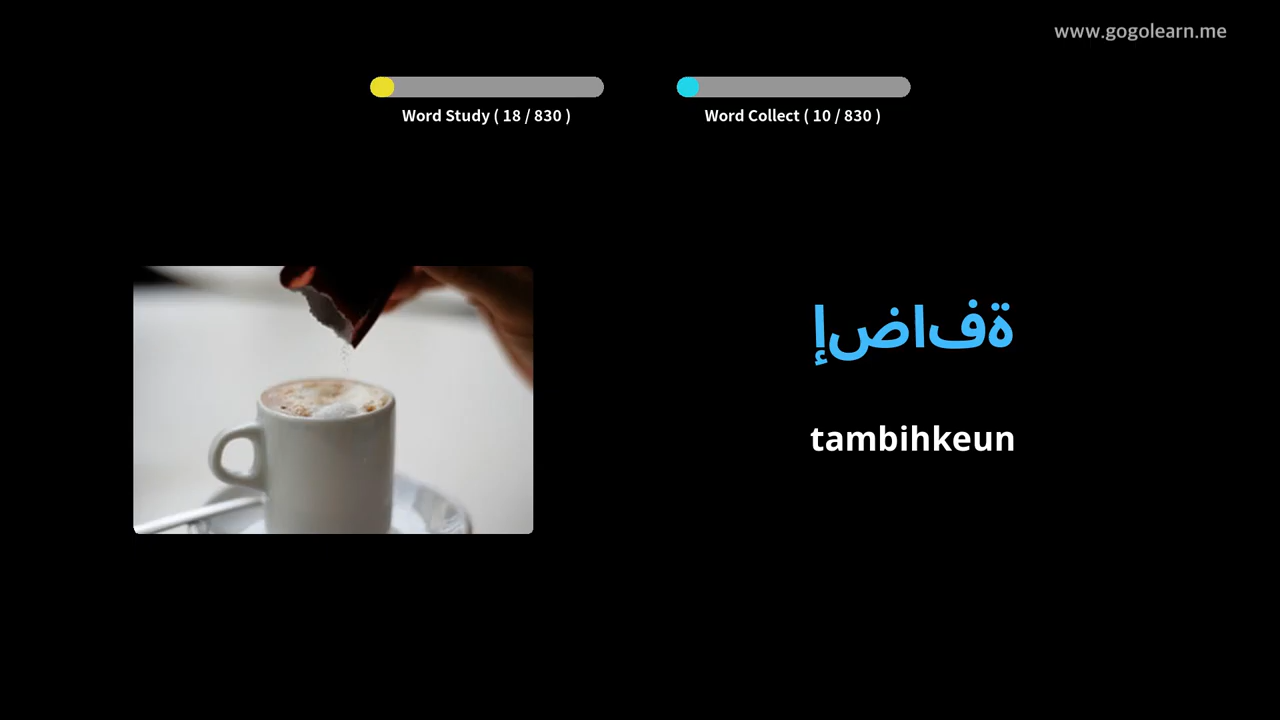 www.gogolearn.me
Word Study ( 18 / 830 )
Word Collect ( 10 / 830 )
ةفاضإ
tambihkeun